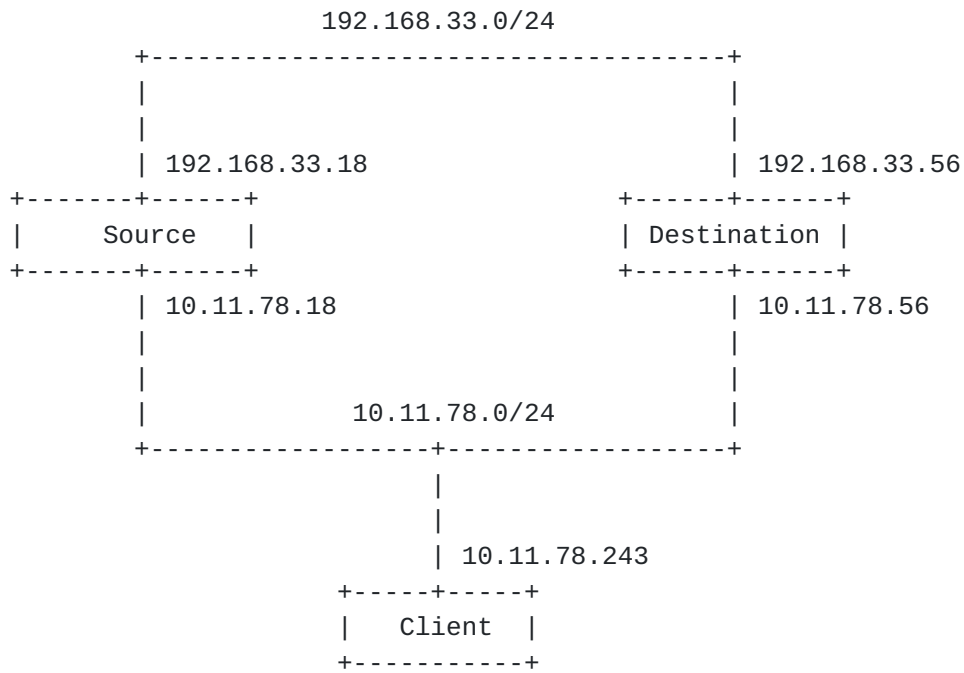 192.168.33.0/24
+-------------------------------------+
| |
| |
| 192.168.33.18 | 192.168.33.56
+-------+------+ +------+------+
| Source | | Destination |
+-------+------+ +------+------+
| 10.11.78.18 | 10.11.78.56
| |
| |
| 10.11.78.0/24 |
+------------------+------------------+
|
|
| 10.11.78.243
+-----+-----+
| Client |
+-----------+